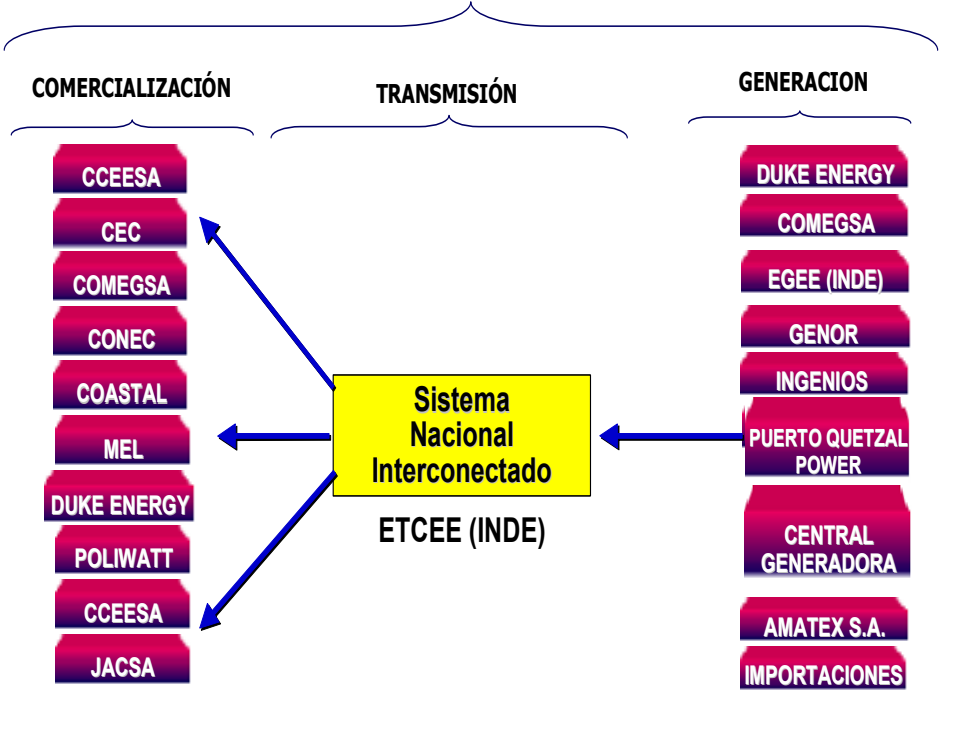 COMERCIALIZACIÓN
CCEESA
CEC
COMEGSA
CONEC
COASTAL
MEL
DUKE ENERGY
POLIWATT
CCEESA
JACSA
TRANSMISIÓN
Sistema
Nacional
Interconectado
ETCEE (INDE)
GENERACION
DUKE ENERGY
COMEGSA
EGEE (INDE)
GENOR
INGENIOS
PUERTO QUETZAL
POWER
CENTRAL
GENERADORA
AMATEX S.A.
IMPORTACIONES